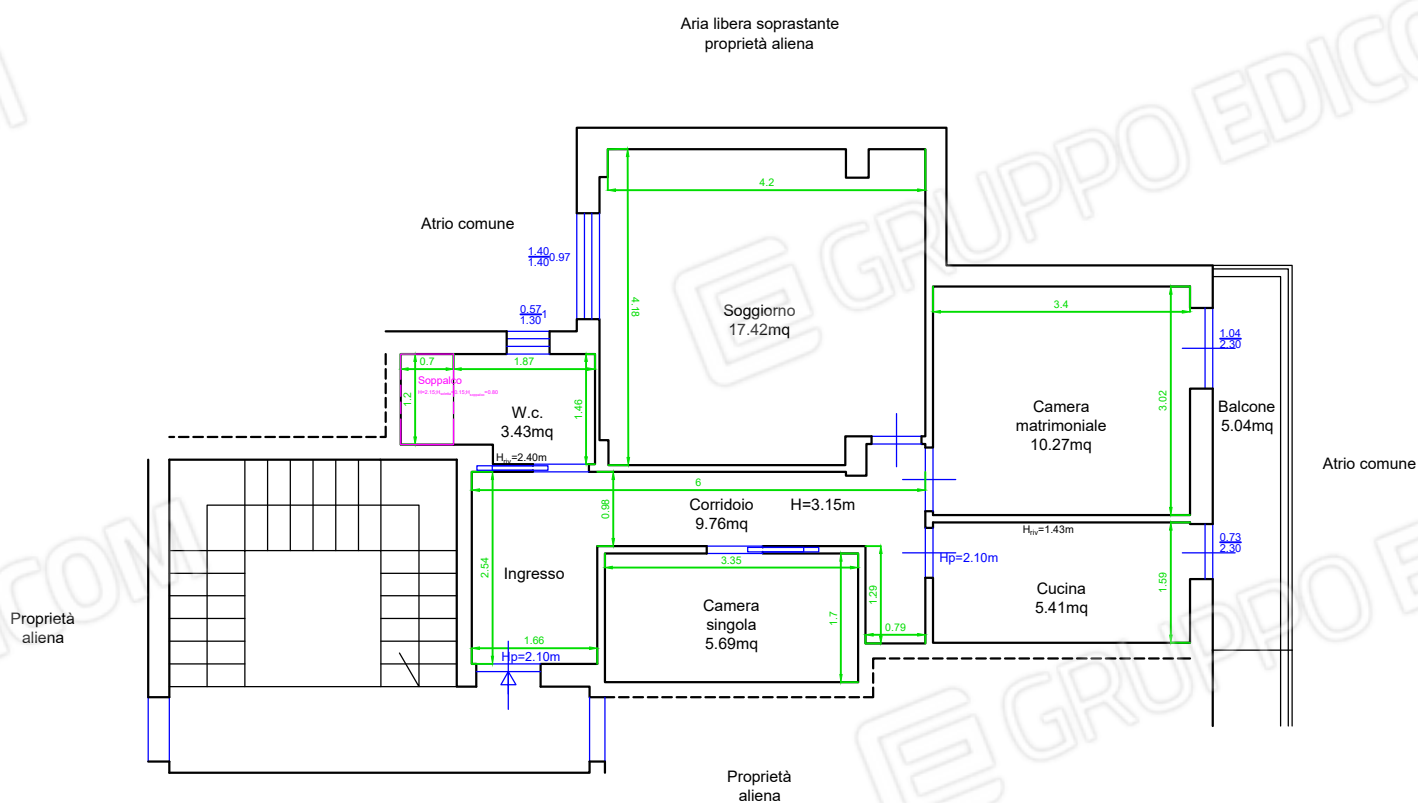 Aria libera soprastante
proprietà aliena
GRUPPO EDICOM
Atrio comune
4.2
1.40
1.40
0.97
4.18
Soggiorno
17.42mq
0.57
1.30
1
3.4
1.04
2.30
3.02
Camera
matrimoniale
10.27mq
Balcone
5.04mq
Atrio comune
0.7
1.87
Soppalco
1.2
1.46
W.c.
3.43mq
Hriv=2.40m
6
0.98
Corridoio
9.76mq
H=3.15m
Hriv=1.43m
0.73
2.30
Hp=2.10m
Cucina
5.41mq
1.59
2.54
Ingresso
3.35
Camera
singola
5.69mq
1.7
1.29
0.79
1.66
Hp=2.10m
Proprietà
aliena
EDICOM
GRUPPO EDICOM
Proprietà
aliena